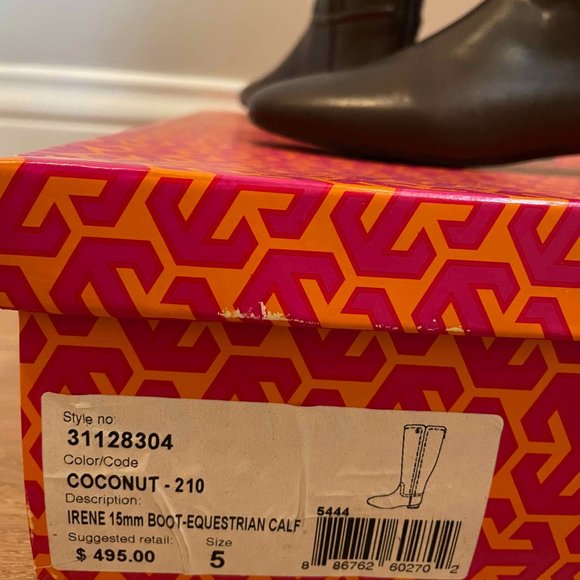 Style no:
31128304
Color/Code
COCONUT - 210
Description:
IRENE 15mm BOOT-EQUESTRIAN CALF
Suggested retail: Size
$ 495.00 5
5444
8 86762 60270 2